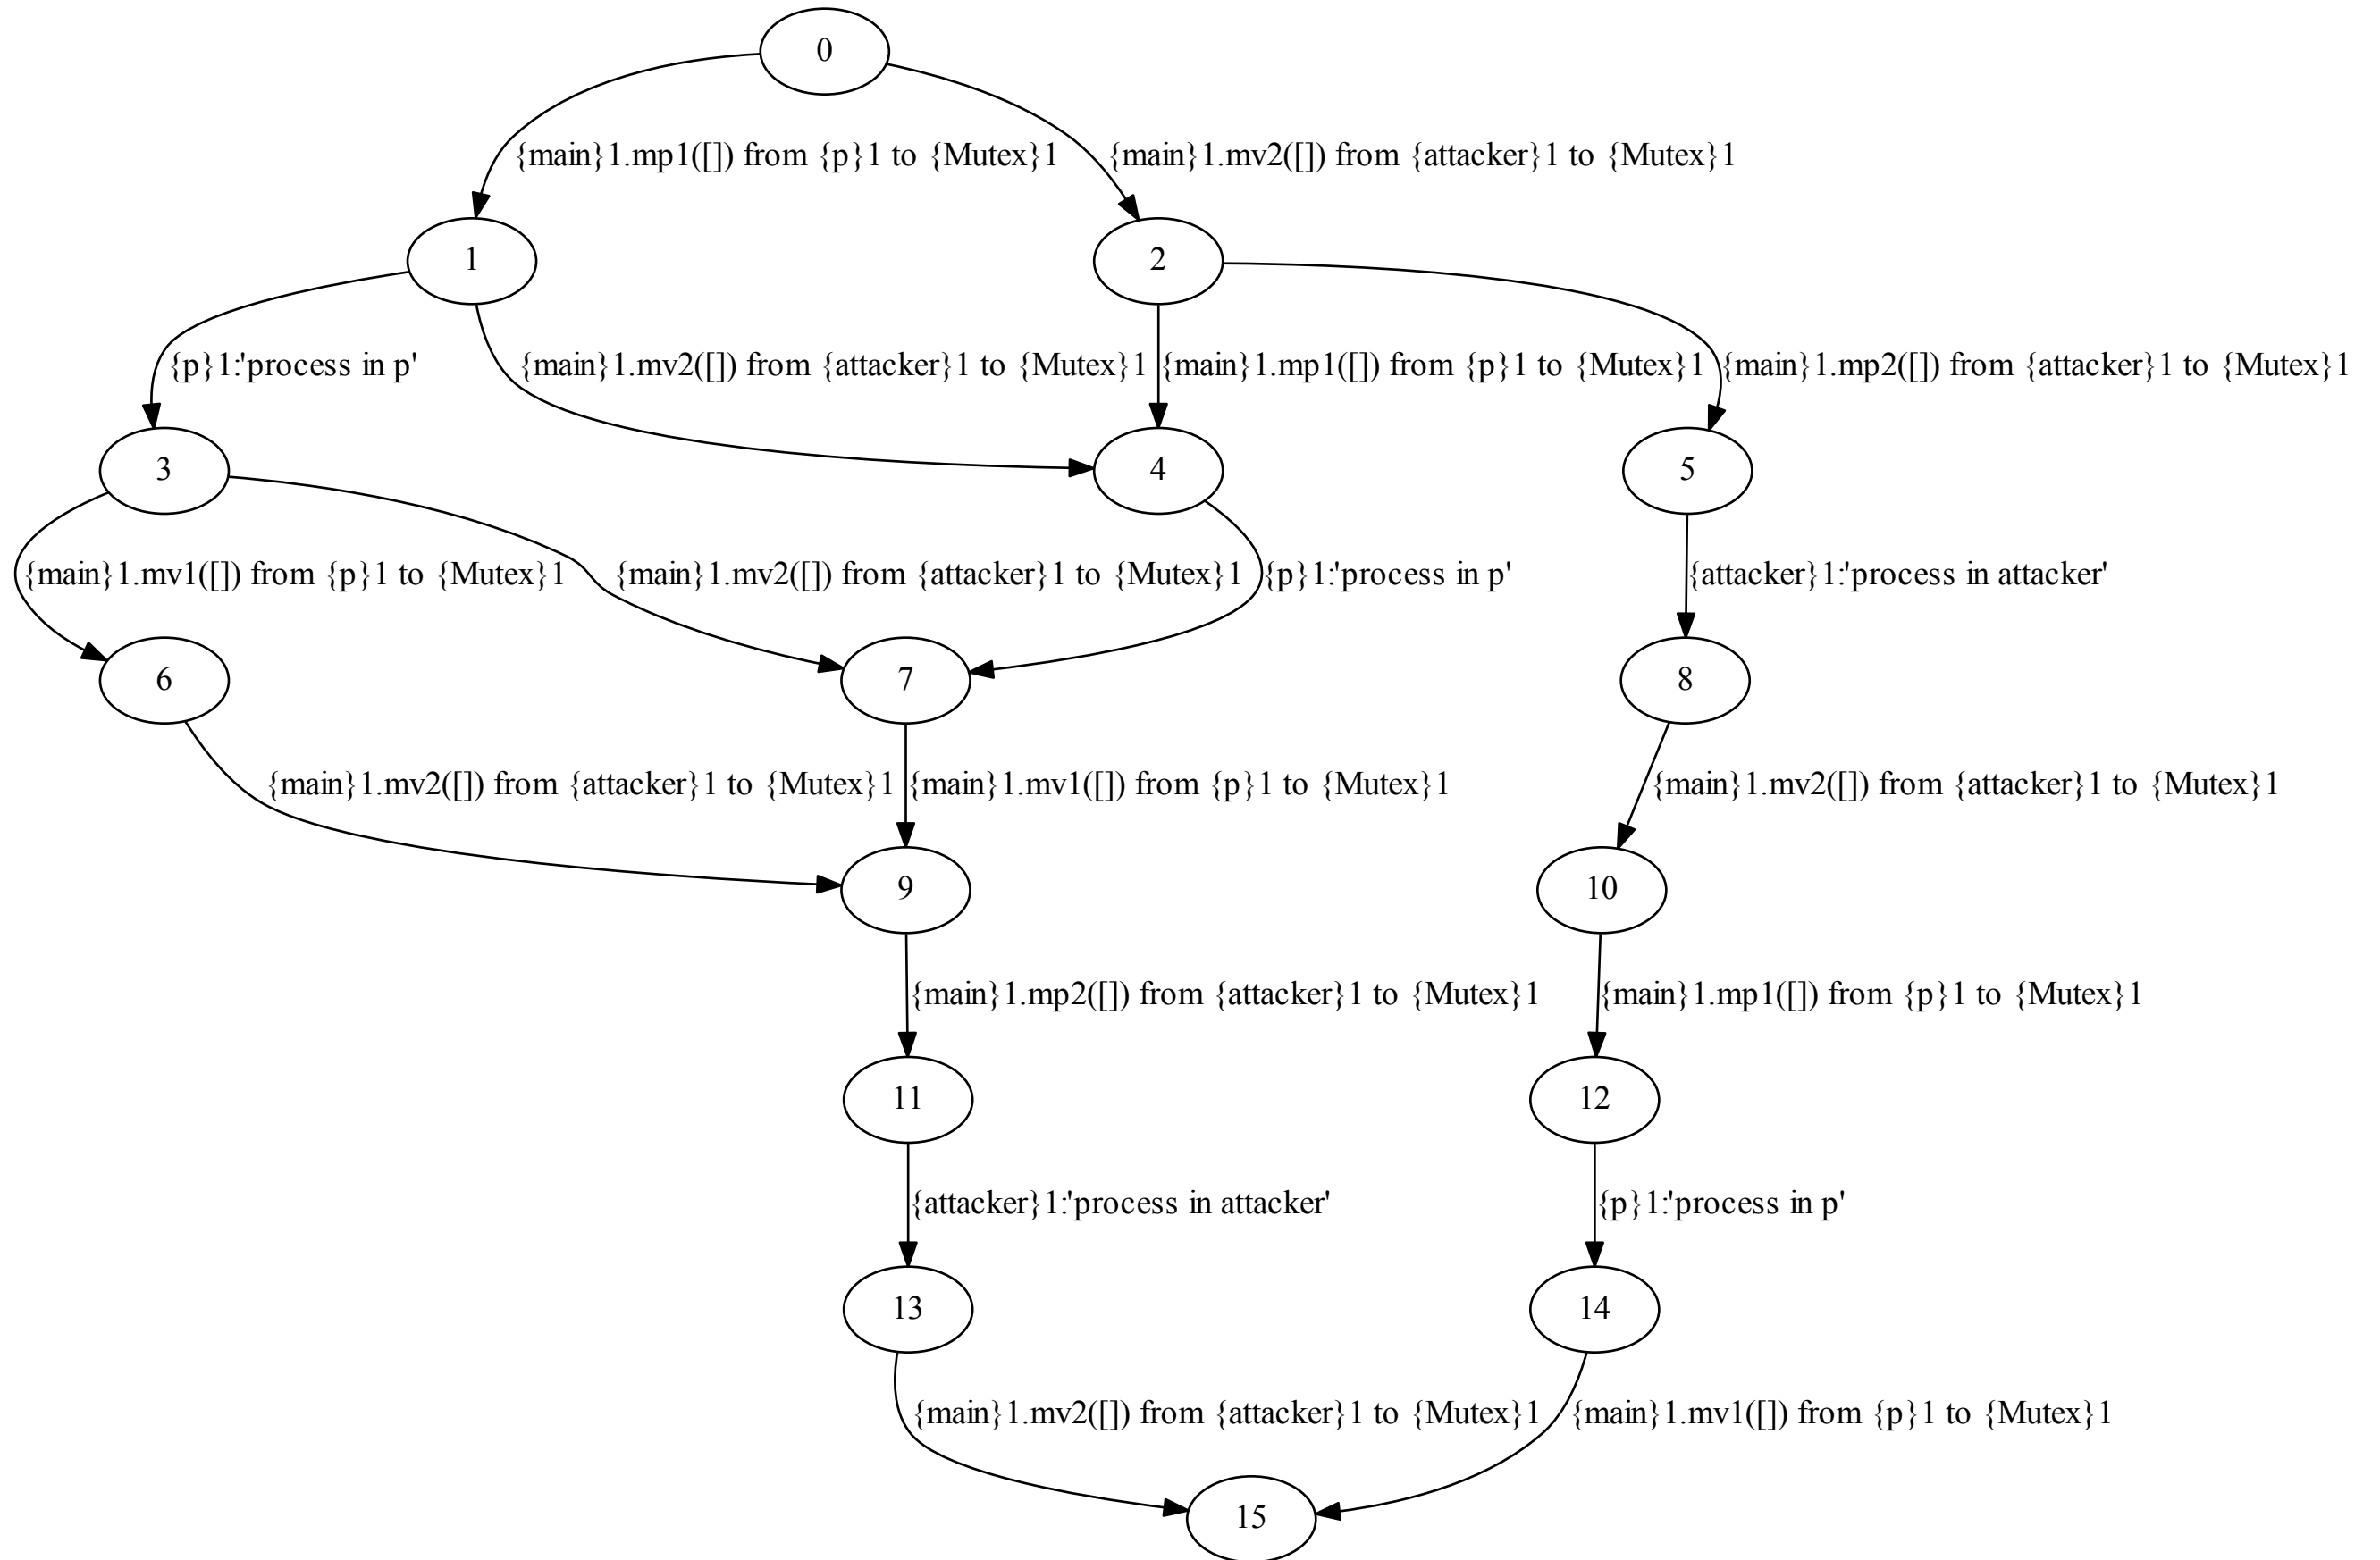 0
{main}1.mp1([]) from {p}1 to {Mutex}1
{main}1.mv2([]) from {attacker}1 to {Mutex}1
1
2
{p}1:'process in p'
{main}1.mv2([]) from {attacker}1 to {Mutex}1
{main}1.mp1([]) from {p}1 to {Mutex}1
{main}1.mp2([]) from {attacker}1 to {Mutex}1
3
4
5
{main}1.mv1([]) from {p}1 to {Mutex}1
{main}1.mv2([]) from {attacker}1 to {Mutex}1
{p}1:'process in p'
{attacker}1:'process in attacker'
6
7
8
{main}1.mv2([]) from {attacker}1 to {Mutex}1
{main}1.mv1([]) from {p}1 to {Mutex}1
{main}1.mv2([]) from {attacker}1 to {Mutex}1
9
10
{main}1.mp2([]) from {attacker}1 to {Mutex}1
{main}1.mp1([]) from {p}1 to {Mutex}1
11
12
{attacker}1:'process in attacker'
{p}1:'process in p'
13
14
{main}1.mv2([]) from {attacker}1 to {Mutex}1
{main}1.mv1([]) from {p}1 to {Mutex}1
15